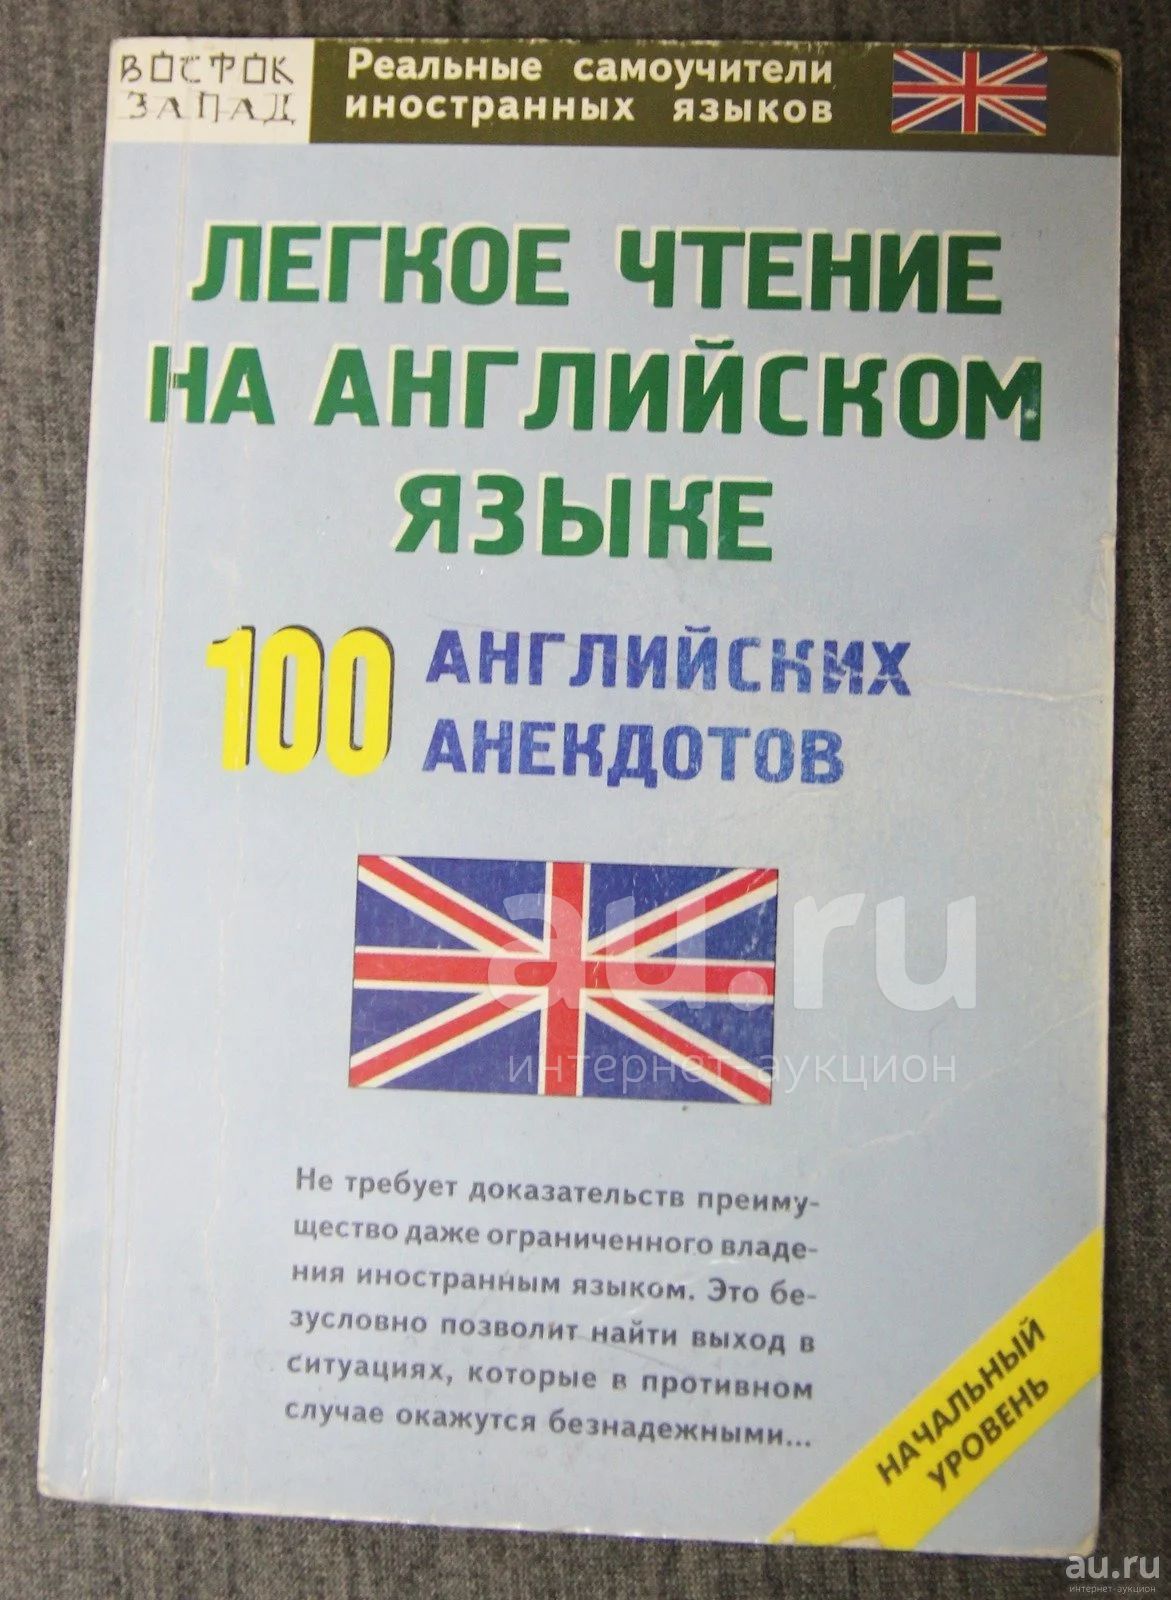 ВОСТОК
ЗАПАД
Реальные самоучители
иностранных языков
ЛЕГКОЕ ЧТЕНИЕ
НА АНГЛИЙСКОМ
ЯЗЫКЕ
100 АНГЛИЙСКИХ
АНЕКДОТОВ
au.ru
интернет-аукцион
Не требует доказательств преиму-
щество даже ограниченного владе-
ния иностранным языком. Это бе-
зусловно позволит найти выход в
ситуациях, которые в противном
случае окажутся безнадежными...
НАЧАЛЬНЫЙ
УРОВЕНЬ
au.ru
интернет-аукцион